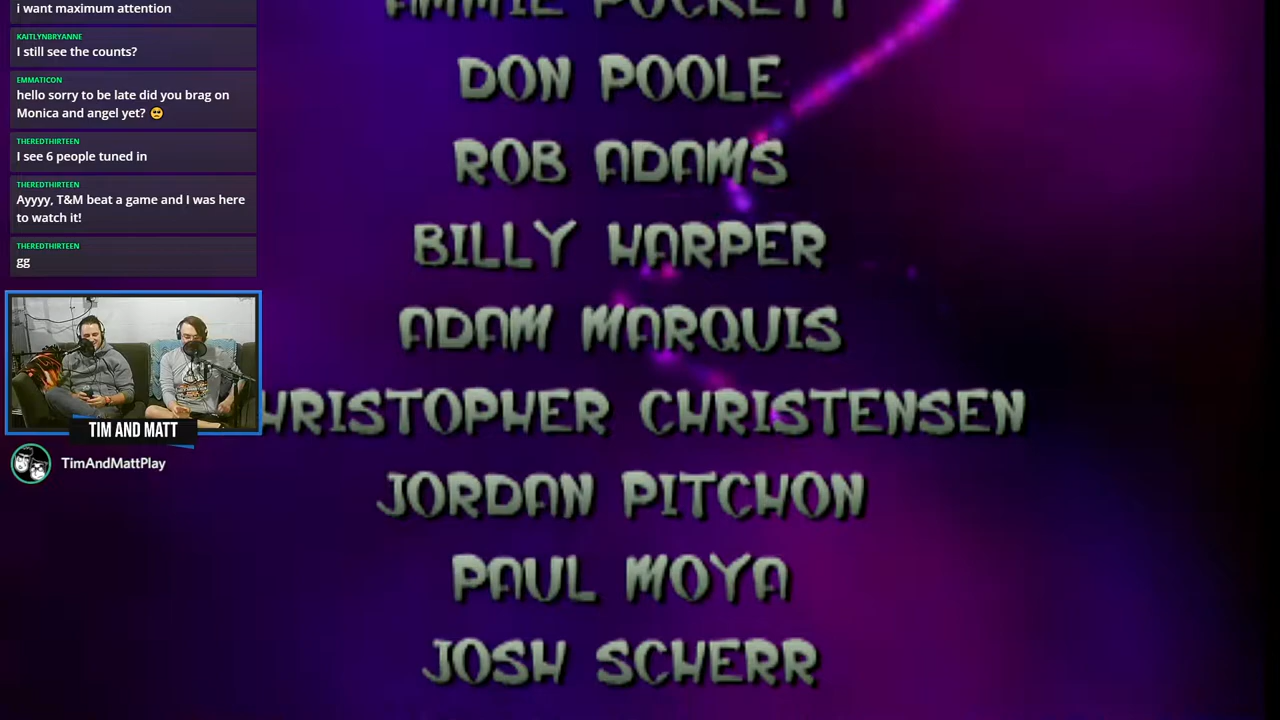 i want maximum attention
KAITLYNBRYANNE
I still see the counts?
EMMATICON
hello sorry to be late did you brag on
Monica and angel yet? 🥺
THEREDTHIRTEEN
I see 6 people tuned in
THEREDTHIRTEEN
Ayyyy, T&M beat a game and I was here
to watch it!
THEREDTHIRTEEN
gg
TIM AND MATT
TimAndMattPlay
AMMIE POCKETT
DON POOLE
ROB ADAMS
BILLY HARPER
ADAM MARQUIS
HRISTOPHER CHRISTENSEN
JORDAN PITCHON
PAUL MOYA
JOSH SCHERR